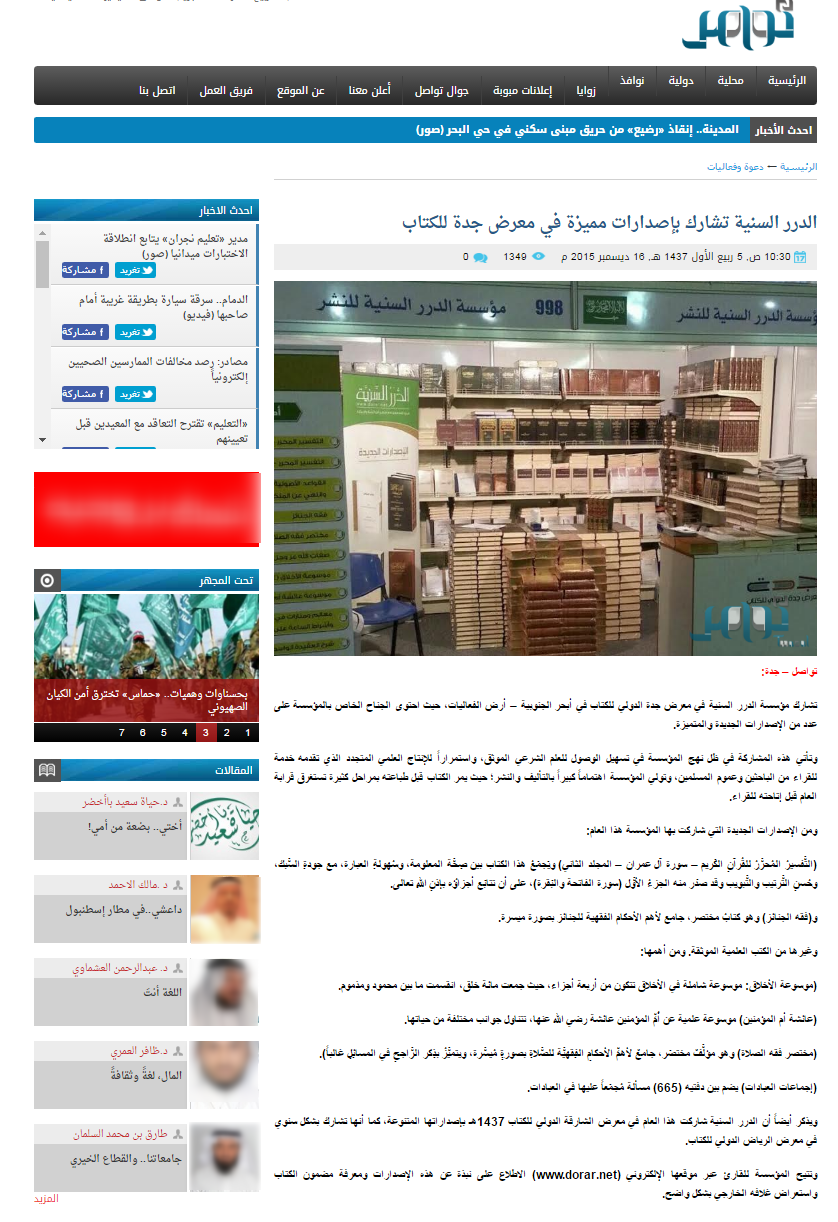 تواصل
الرئيسية
محلية
دولية
نوافذ
زوايا
إعلانات مبوبة
جوال تواصل
أعلن معنا
عن الموقع
فريق العمل
اتصل بنا
احدث الأخبار
المدينة.. إنقاذ «رضيع» من حريق مبنى سكني في حي البحر (صور)
الرئيسية — دعوة وفعاليات
الدرر السنية تشارك بإصدارات مميزة في معرض جدة للكتاب
10:30 ص, 5 ربيع الأول 1437 هـ, 16 ديسمبر 2015 م
1349
0
ؤسسة الدرر السنية للنشر
998
مؤسسة الدرر السنية للنشر
الدرر السنية
الإصدارات الجديدة
جدة
تواصل
تواصل – جدة:
تشارك مؤسسة الدرر السنية في معرض جدة الدولي للكتاب في أبحر الجنوبية – أرض الفعاليات، حيث احتوى الجناح الخاص بالمؤسسة على
عدد من الإصدارات الجديدة والمتميزة.
وتأتي هذه المشاركة في ظل نهج المؤسسة في تسهيل الوصول للعلم الشرعي الموثق، واستمراراً للإنتاج العلمي المتجدد الذي تقدمه خدمة
للقراء من الباحثين وعموم المسلمين، وتولي المؤسسة اهتماماً كبيراً بالتأليف والنشر؛ حيث يمر الكتاب قبل طباعته بمراحل كثيرة تستغرق قرابة
العام قبل إتاحته للقراء.
ومن الإصدارات الجديدة التي شاركت بها المؤسسة هذا العام:
(التَّفسيرُ المُحرَّرُ للقُرآنِ الكَريم – سورة آل عمران – المجلد الثاني) ويَجمَعُ هذا الكتاب بين صِحَّة المعلومة، وسُهولةِ العِبارة، مع جودةِ السَّبك،
وحُسنِ التَّرتيب والتَّبويب وقد صدَر منه الجزءُ الأوَّل (سورة الفاتحة والبقرة)، على أن تتتابَع أجزاؤه بإذنِ اللهِ تعالى.
و(فقه الجنائز) وهو كتابٌ مختصر، جامع لأهم الأحكام الفقهية للجنائز بصورة ميسرة.
وغيرها من الكتب العلمية الموثقة. ومن أهمها:
(موسوعة الأخلاق: موسوعة شاملة في الأخلاق تتكون من أربعة أجزاء، حيث جمعت مائة خلق، انقسمت ما بين محمود ومذموم.
(عائشة أم المؤمنين) موسوعة علمية عن أمِّ المؤمنين عائشة رضي الله عنها، تتناول جوانب مختلفة من حياتها.
(مختصر فقه الصلاة) وهو مؤلَّفٌ مختصَر، جامعٌ لأهمِّ الأحكامِ الفِقهيَّة للصَّلاةِ بصورةٍ مُيسَّرة، ويتميَّزُ بذِكر الرَّاجحِ في المسائِلِ غالباً).
(إجماعات العبادات) يضم بين دفتيه (665) مسألة مُجمَعاً عليها في العبادات.
ويذكر أيضاً أن الدرر السنية شاركت هذا العام في معرض الشارقة الدولي للكتاب 1437هـ بإصداراتها المتنوعة، كما أنها تشارك بشكل سنوي
في معرض الرياض الدولي للكتاب.
وتتيح المؤسسة للقارئ عبر موقعها الإلكتروني (www.dorar.net) الاطلاع على نبذة عن هذه الإصدارات ومعرفة مضمون الكتاب
واستعراض غلافه الخارجي بشكل واضح.
احدث الاخبار
مدير «تعليم نجران» يتابع انطلاقة
الاختبارات ميدانيا (صور)
تغريد
مشاركة
الدمام.. سرقة سيارة بطريقة غريبة أمام
صاحبها (فيديو)
تغريد
مشاركة
مصادر: رصد مخالفات الممارسين الصحيين
إلكترونياً
تغريد
مشاركة
«التعليم» تقترح التعاقد مع المعيدين قبل
تعيينهم
تحت المجهر
بحسناوات وهميات.. «حماس» تخترق أمن الكيان
الصهيوني
1 2 3 4 5 6 7
المقالات
د.حياة سعيد باأخضر
أختي.. بضعة من أمي!
د .مالك الاحمد
داعشي..في مطار إسطنبول
د. عبدالرحمن العشماوي
اللغة أنتَ
د.ظافر العمري
المال، لغةً وثقافةً
طارق بن محمد السلمان
جامعاتنا.. والقطاع الخيري
المزيد